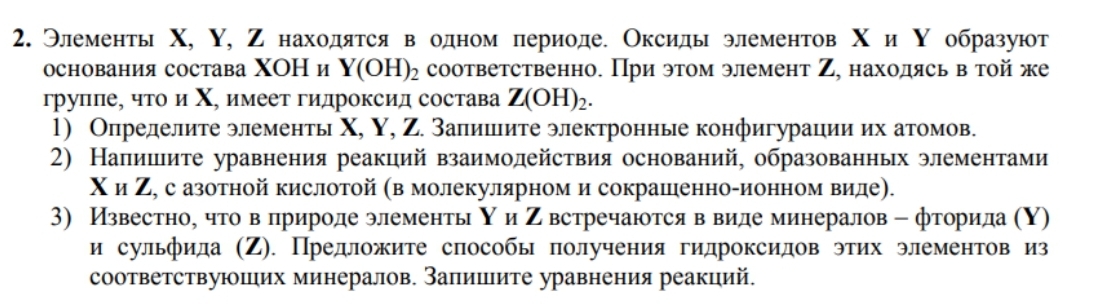 2. Элементы X, Y, Z находятся в одном периоде. Оксиды элементов X и Y образуют
основания состава XOH и Y(OH)₂ соответственно. При этом элемент Z, находясь в той же
группе, что и X, имеет гидроксид состава Z(OH)₂.
1) Определите элементы X, Y, Z. Запишите электронные конфигурации их атомов.
2) Напишите уравнения реакций взаимодействия оснований, образованных элементами
X и Z, с азотной кислотой (в молекулярном и сокращенно-ионном виде).
3) Известно, что в природе элементы Y и Z встречаются в виде минералов – фторида (Y)
и сульфида (Z). Предложите способы получения гидроксидов этих элементов из
соответствующих минералов. Запишите уравнения реакций.